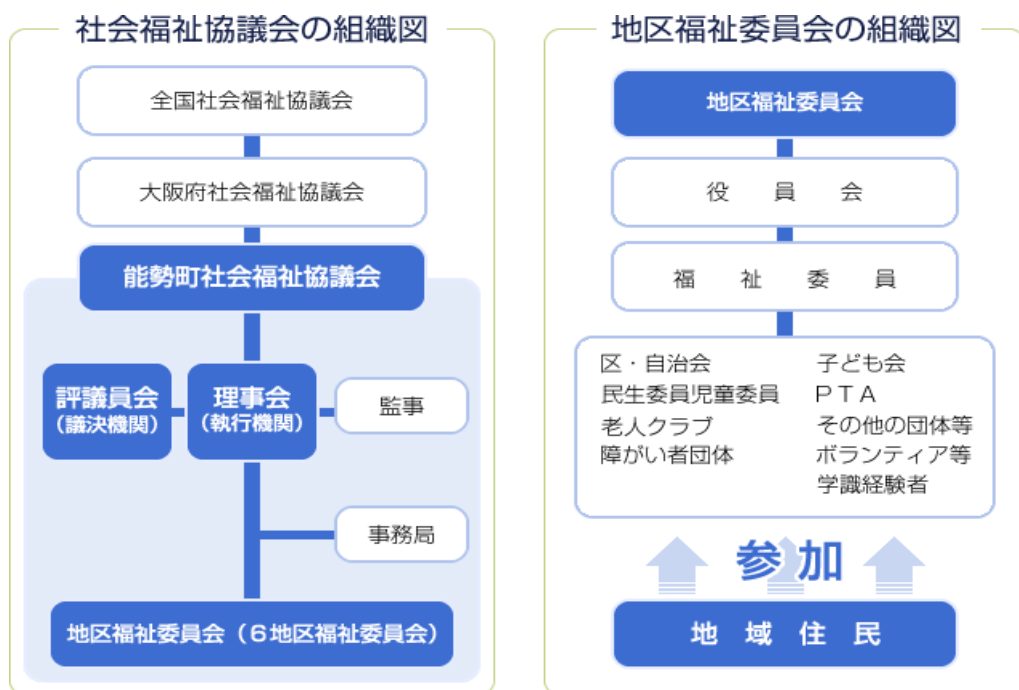 社会福祉協議会の組織図
全国社会福祉協議会
大阪府社会福祉協議会
能勢町社会福祉協議会
評議員会
(議決機関)
理事会
(執行機関)
監事
事務局
地区福祉委員会（６地区福祉委員会）
地区福祉委員会の組織図
地区福祉委員会
役員会
福祉委員
区・自治会
民生委員児童委員
老人クラブ
障がい者団体
子ども会
ＰＴＡ
その他の団体等
ボランティア等
学識経験者
参加
地域住民